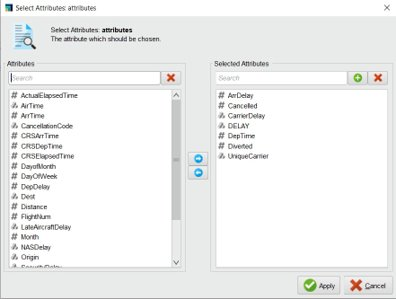 Select Attributes: attributes
Select Attributes: attributes
The attribute which should be chosen.
Attributes
Search
# ActualElapsedTime
AirTime
# ArrTime
CancellationCode
# CRSArrTime
# CRSDepTime
# CRSElapsedTime
# DayofMonth
# DayOfWeek
# DepDelay
Dest
# Distance
# FlightNum
LateAircraftDelay
# Month
NASDelay
Origin
SecurityDelay
Selected Attributes
Search
# ArrDelay
# Cancelled
CarrierDelay
DELAY
# DepTime
# Diverted
UniqueCarrier
Apply
Cancel